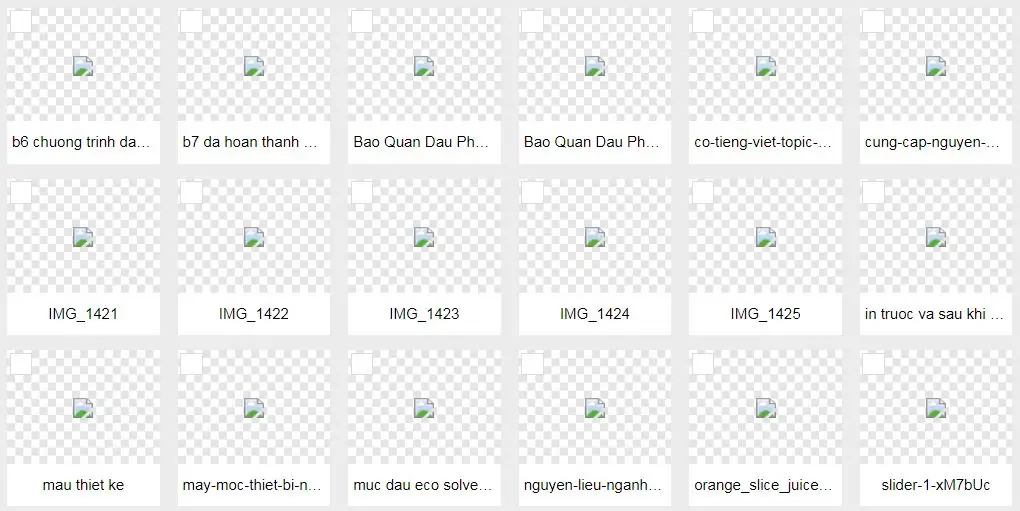 b6 chuong trinh da...
b7 da hoan thanh ...
Bao Quan Dau Ph...
Bao Quan Dau Ph...
co-tieng-viet-topic-...
cung-cap-nguyen-...
IMG_1421
IMG_1422
IMG_1423
IMG_1424
IMG_1425
in truoc va sau khi ...
mau thiet ke
may-moc-thiet-bi-n...
muc dau eco solve...
nguyen-lieu-nganh...
orange_slice_juice...
slider-1-xM7bUc